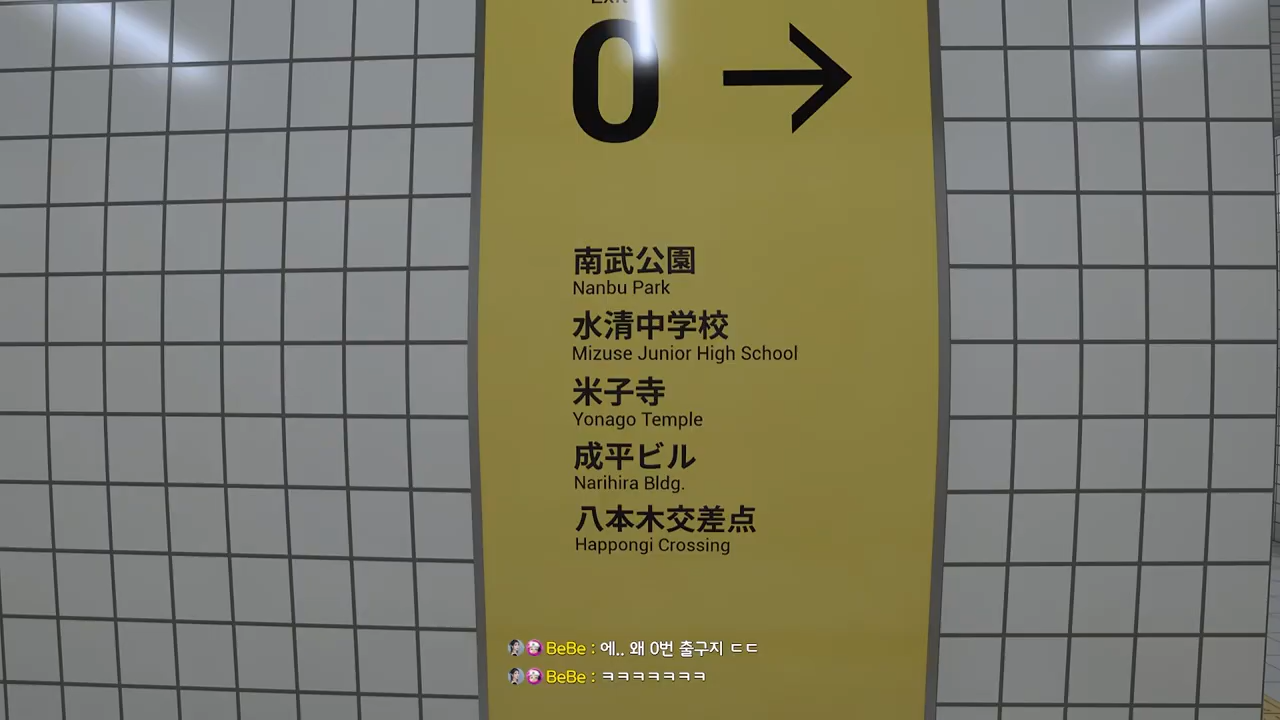 Exit
0
南武公園
Nanbu Park
水清中学校
Mizuse Junior High School
米子寺
Yonago Temple
成平ビル
Narihira Bldg.
八本木交差点
Happongi Crossing
BeBe : 에.. 왜 0번 출구지 ㄷㄷ
BeBe : ㅋㅋㅋㅋㅋㅋㅋ